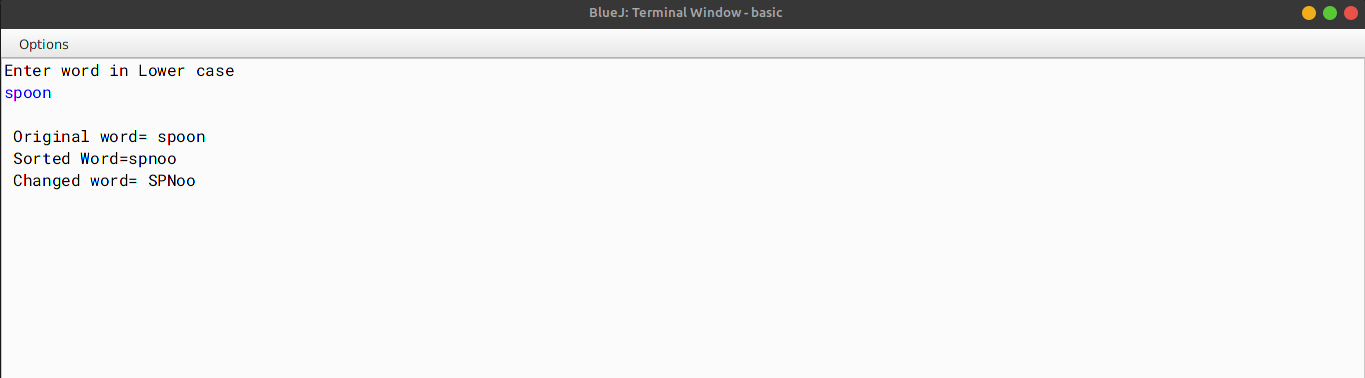 BlueJ: Terminal Window - basic
Options
Enter word in Lower case
spoon
Original word= spoon
Sorted Word=spnoo
Changed word= SPNoo